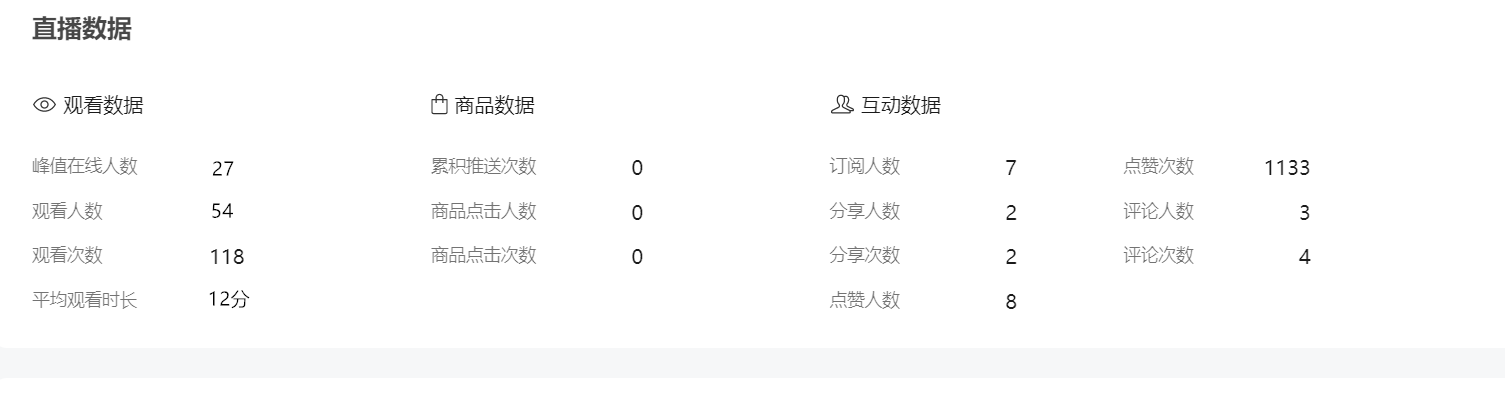 直播数据
观看数据 商品数据 互动数据
峰值在线人数 27 累积推送次数 0 订阅人数 7 点赞次数 1133
观看人数 54 商品点击人数 0 分享人数 2 评论人数 3
观看次数 118 商品点击次数 0 分享次数 2 评论次数 4
平均观看时长 12分 点赞人数 8